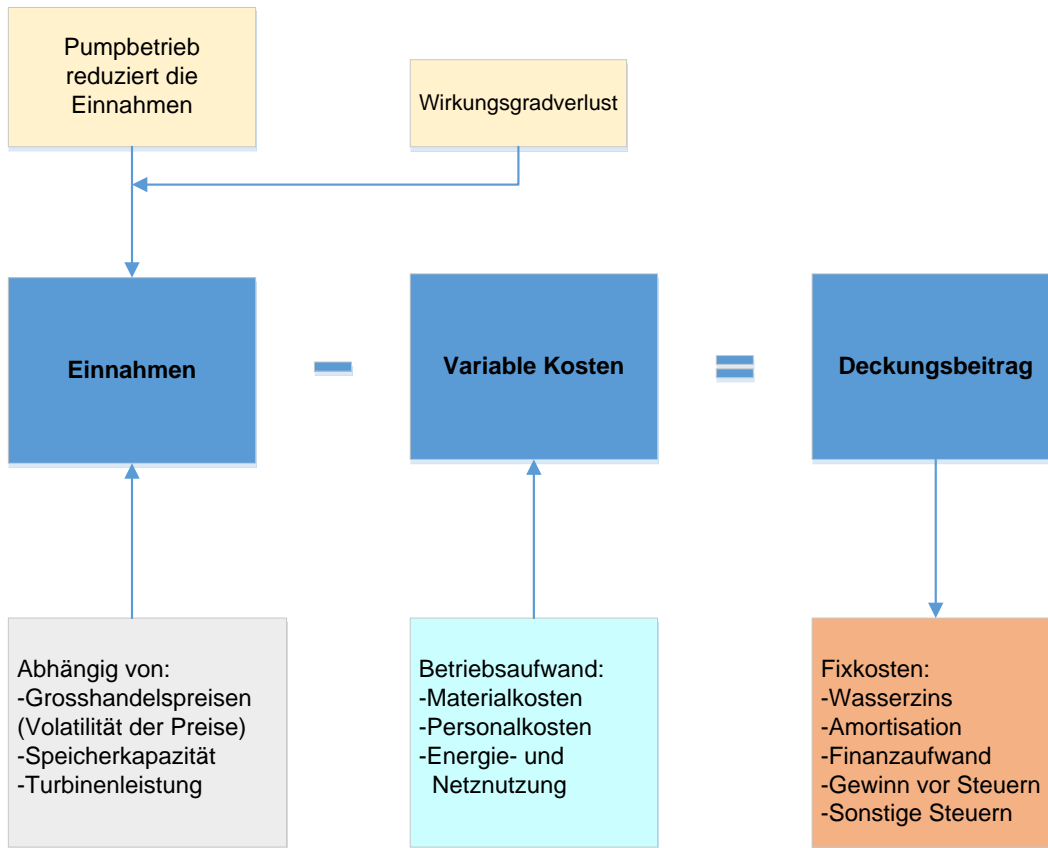 Pumpbetrieb
reduziert die
Einnahmen
Wirkungsgradverlust
Einnahmen
Variable Kosten
Deckungsbeitrag
Abhängig von:
-Grosshandelspreisen
(Volatilität der Preise)
-Speicherkapazität
-Turbinenleistung
Betriebsaufwand:
-Materialkosten
-Personalkosten
-Energie- und
Netznutzung
Fixkosten:
-Wasserzins
-Amortisation
-Finanzaufwand
-Gewinn vor Steuern
-Sonstige Steuern